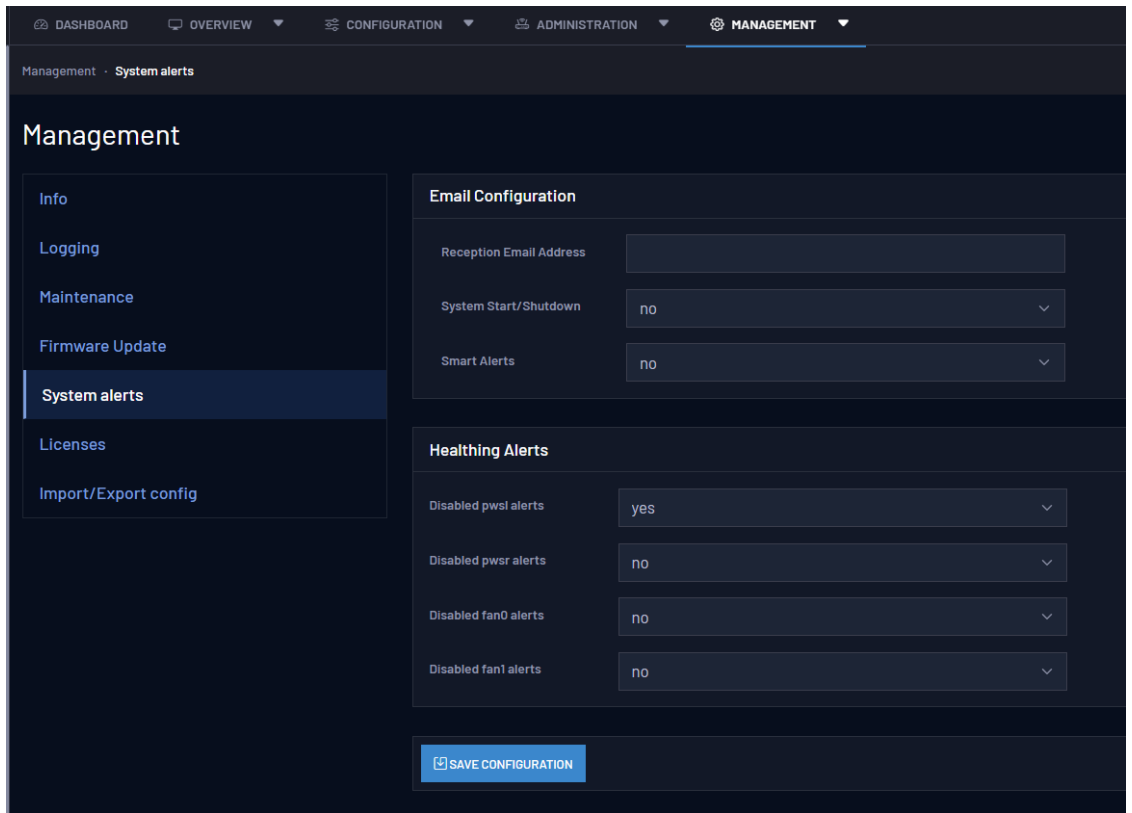 DASHBOARD OVERVIEW CONFIGURATION ADMINISTRATION MANAGEMENT
Management · System alerts
Management
Info
Logging
Maintenance
Firmware Update
System alerts
Licenses
Import/Export config
Email Configuration
Reception Email Address
System Start/Shutdown no
Smart Alerts no
Healthing Alerts
Disabled pwsl alerts yes
Disabled pwsr alerts no
Disabled fan0 alerts no
Disabled fan1 alerts no
SAVE CONFIGURATION